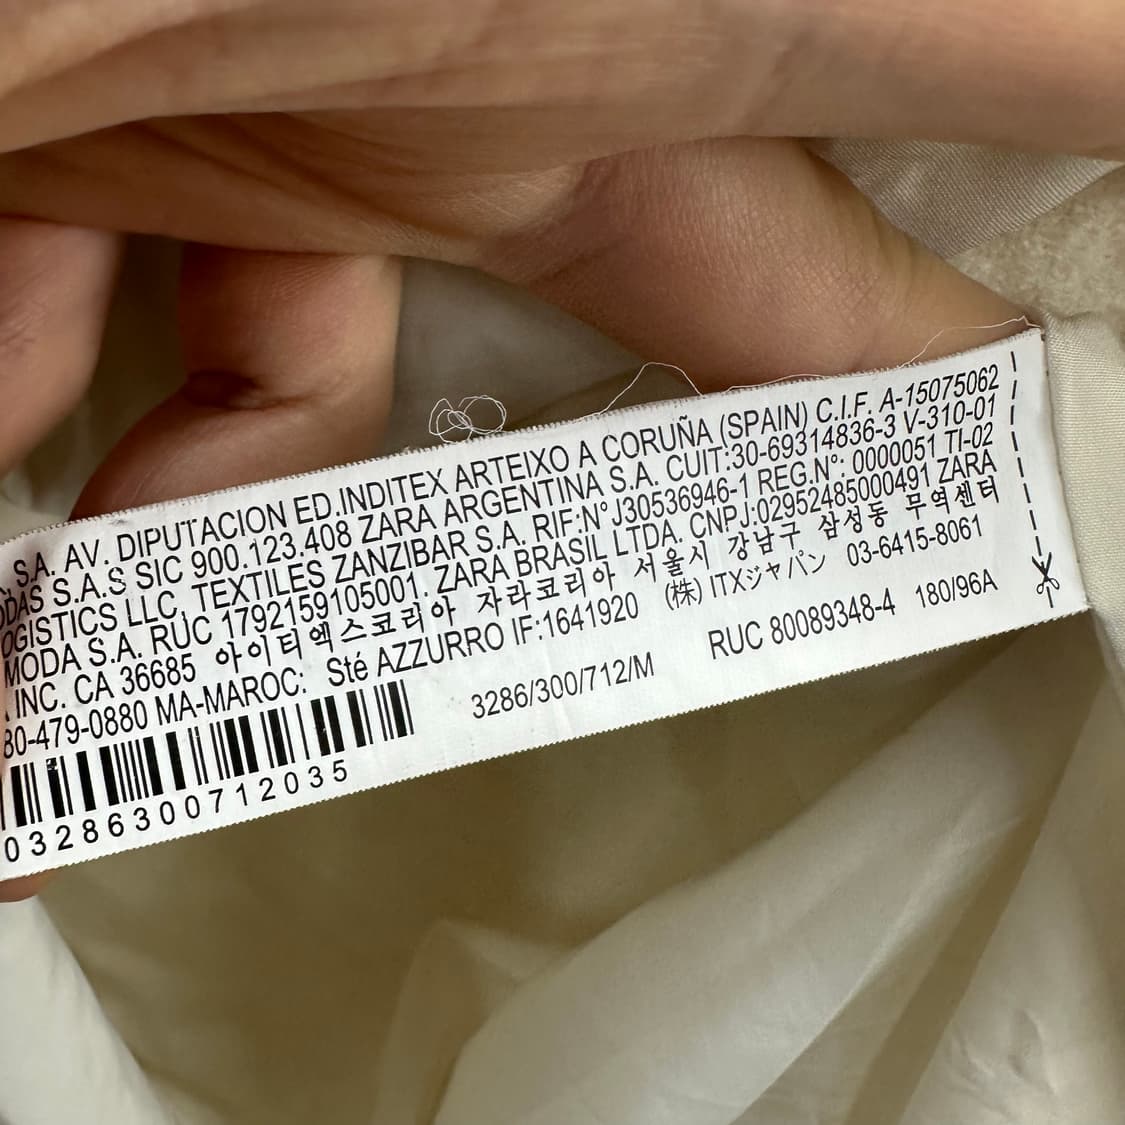 S.A. AV. DIPUTACION ED.INDITEX ARTEIXO A CORUÑA (SPAIN) C.I.F. A-15075062
S.A.S SIC 900.123.408 ZARA ARGENTINA S.A. CUIT:30-69314836-3 V-310-01
LLC, TEXTILES ZANZIBAR S.A. RIF:N° J30536946-1 REG.N°: 0000051 TI-02
MODA S.A. RUC 1792159105001. ZARA BRASIL LTDA. CNPJ:02952485000491 ZARA
INC. CA 36685 아이티엑스코리아 자라코리아 서울시 강남구 삼성동 무역센터
80-479-0880 MA-MAROC: Sté AZZURRO IF:1641920 (株) ITXジャパン 03-6415-8061
3286/300/712/M RUC 80089348-4 180/96A
03286300712035